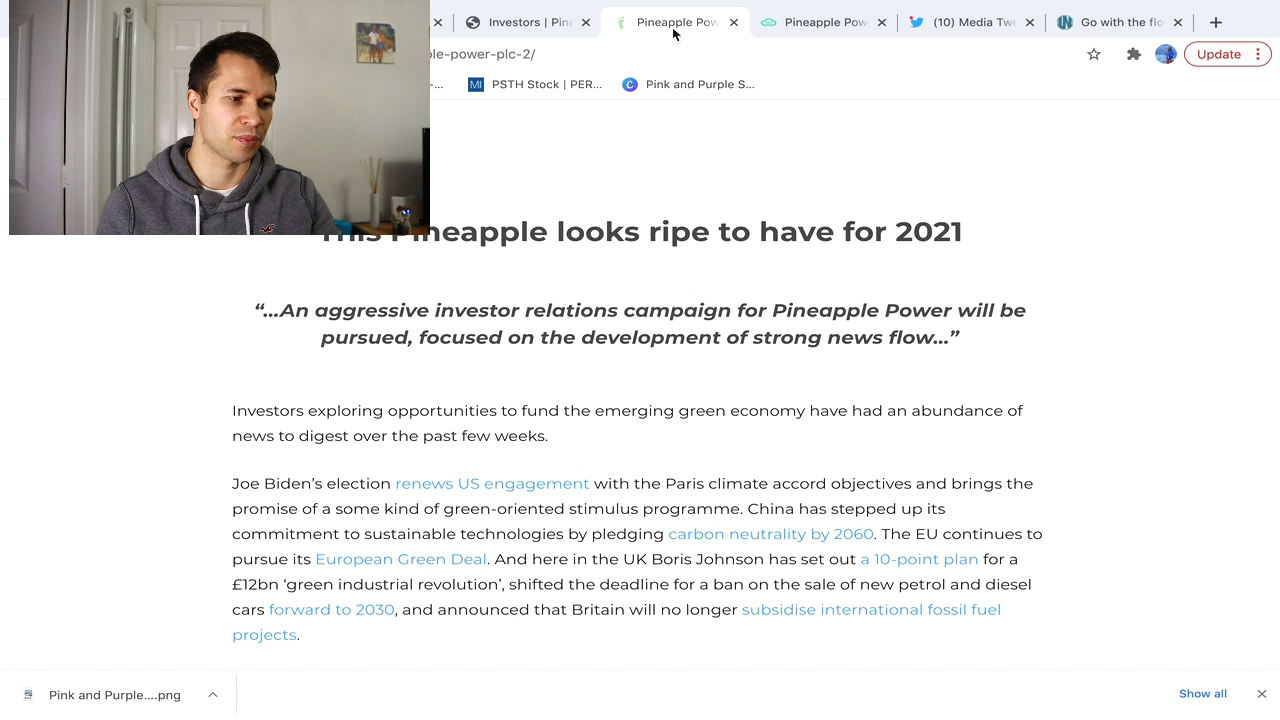 Investors | Pine
Pineapple Pow
Pineapple Pow
(10) Media Twe
Go with the flo
le-power-plc-2/
Update
-...
MI PSTH Stock | PER...
C Pink and Purple S...
This Pineapple looks ripe to have for 2021
“...An aggressive investor relations campaign for Pineapple Power will be
pursued, focused on the development of strong news flow...”
Investors exploring opportunities to fund the emerging green economy have had an abundance of
news to digest over the past few weeks.
Joe Biden’s election renews US engagement with the Paris climate accord objectives and brings the
promise of a some kind of green-oriented stimulus programme. China has stepped up its
commitment to sustainable technologies by pledging carbon neutrality by 2060. The EU continues to
pursue its European Green Deal. And here in the UK Boris Johnson has set out a 10-point plan for a
£12bn ‘green industrial revolution’, shifted the deadline for a ban on the sale of new petrol and diesel
cars forward to 2030, and announced that Britain will no longer subsidise international fossil fuel
projects.
Pink and Purple....png
Show all